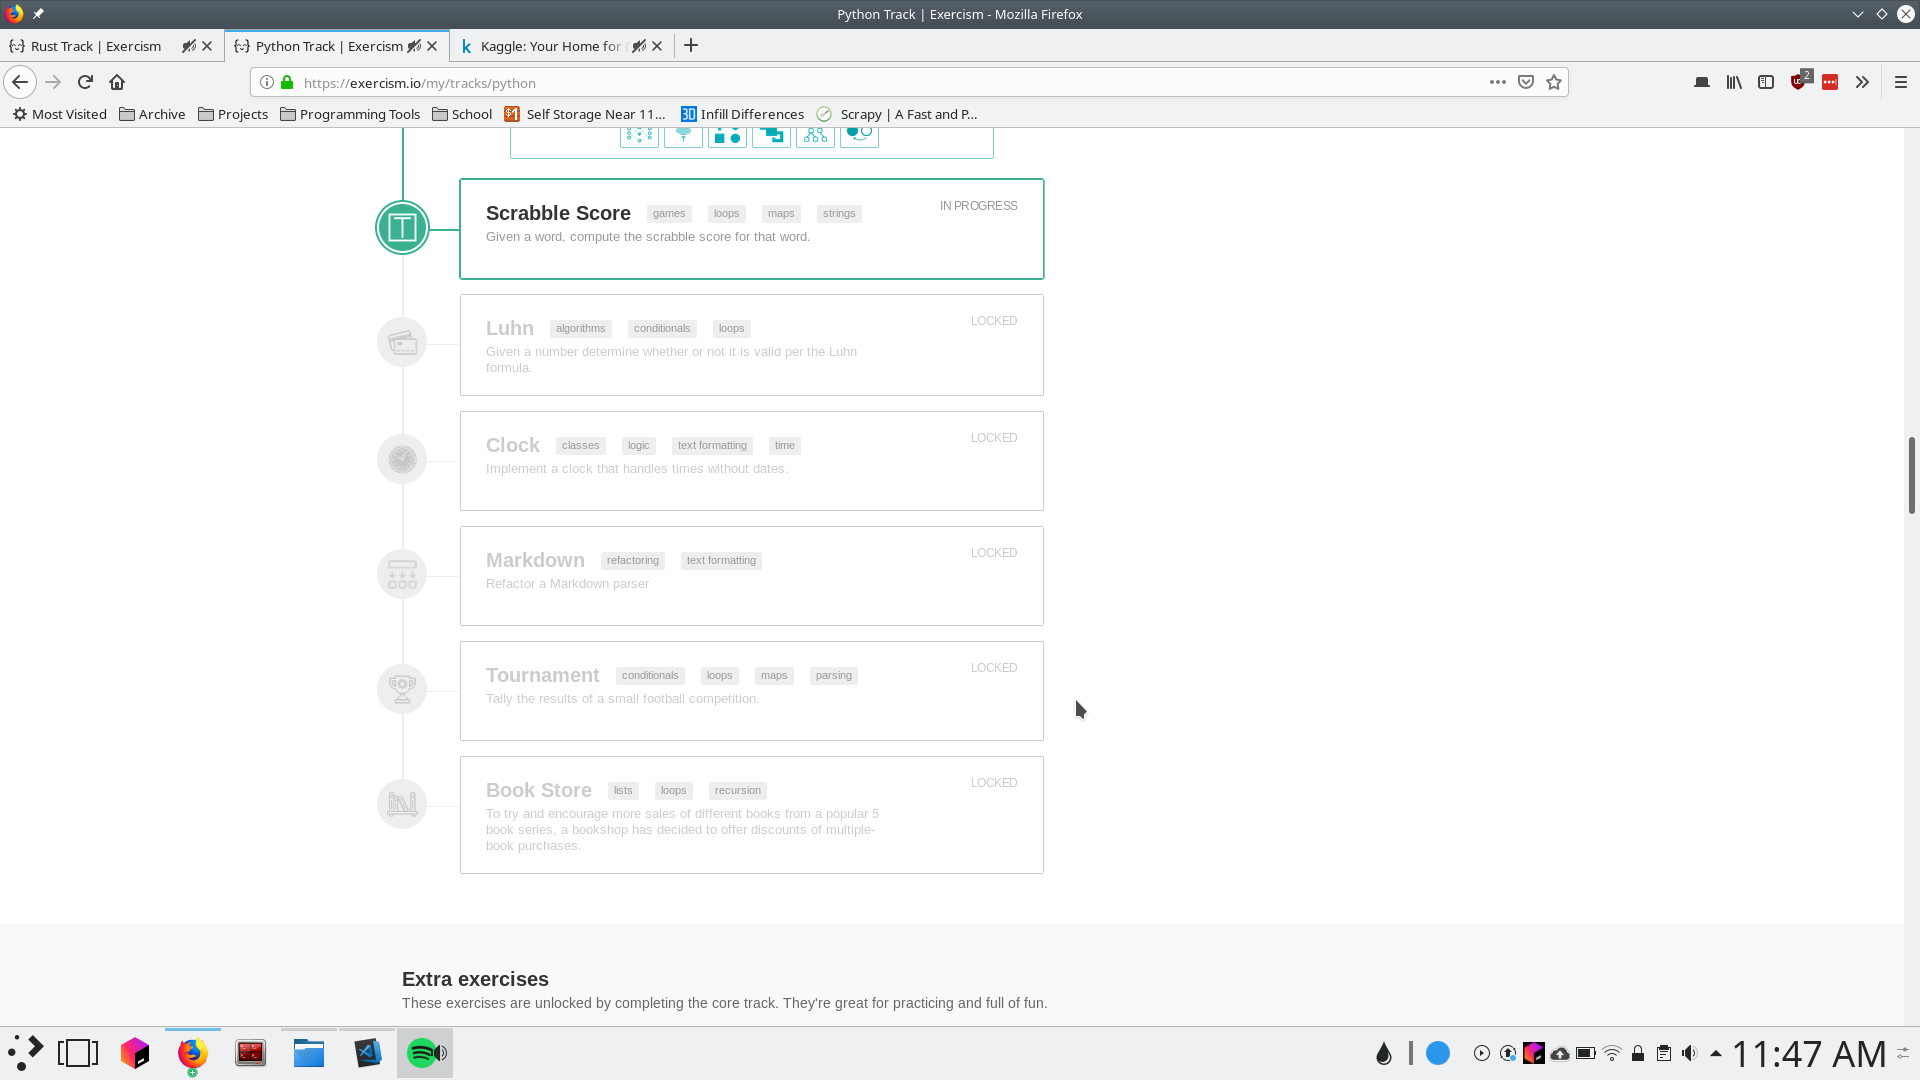 Python Track | Exercism - Mozilla Firefox
Rust Track | Exercism
Python Track | Exercism
Kaggle: Your Home for
https://exercism.io/my/tracks/python
2
Most Visited
Archive
Projects
Programming Tools
School
Self Storage Near 11...
3D Infill Differences
Scrapy | A Fast and P...
Scrabble Score games loops maps strings
IN PROGRESS
Given a word, compute the scrabble score for that word.
Luhn algorithms conditionals loops
LOCKED
Given a number determine whether or not it is valid per the Luhn
formula.
Clock classes logic text formatting time
LOCKED
Implement a clock that handles times without dates.
Markdown refactoring text formatting
LOCKED
Refactor a Markdown parser
Tournament conditionals loops maps parsing
LOCKED
Tally the results of a small football competition.
Book Store lists loops recursion
LOCKED
To try and encourage more sales of different books from a popular 5
book series, a bookshop has decided to offer discounts of multiple-
book purchases.
Extra exercises
These exercises are unlocked by completing the core track. They're great for practicing and full of fun.
11:47 AM